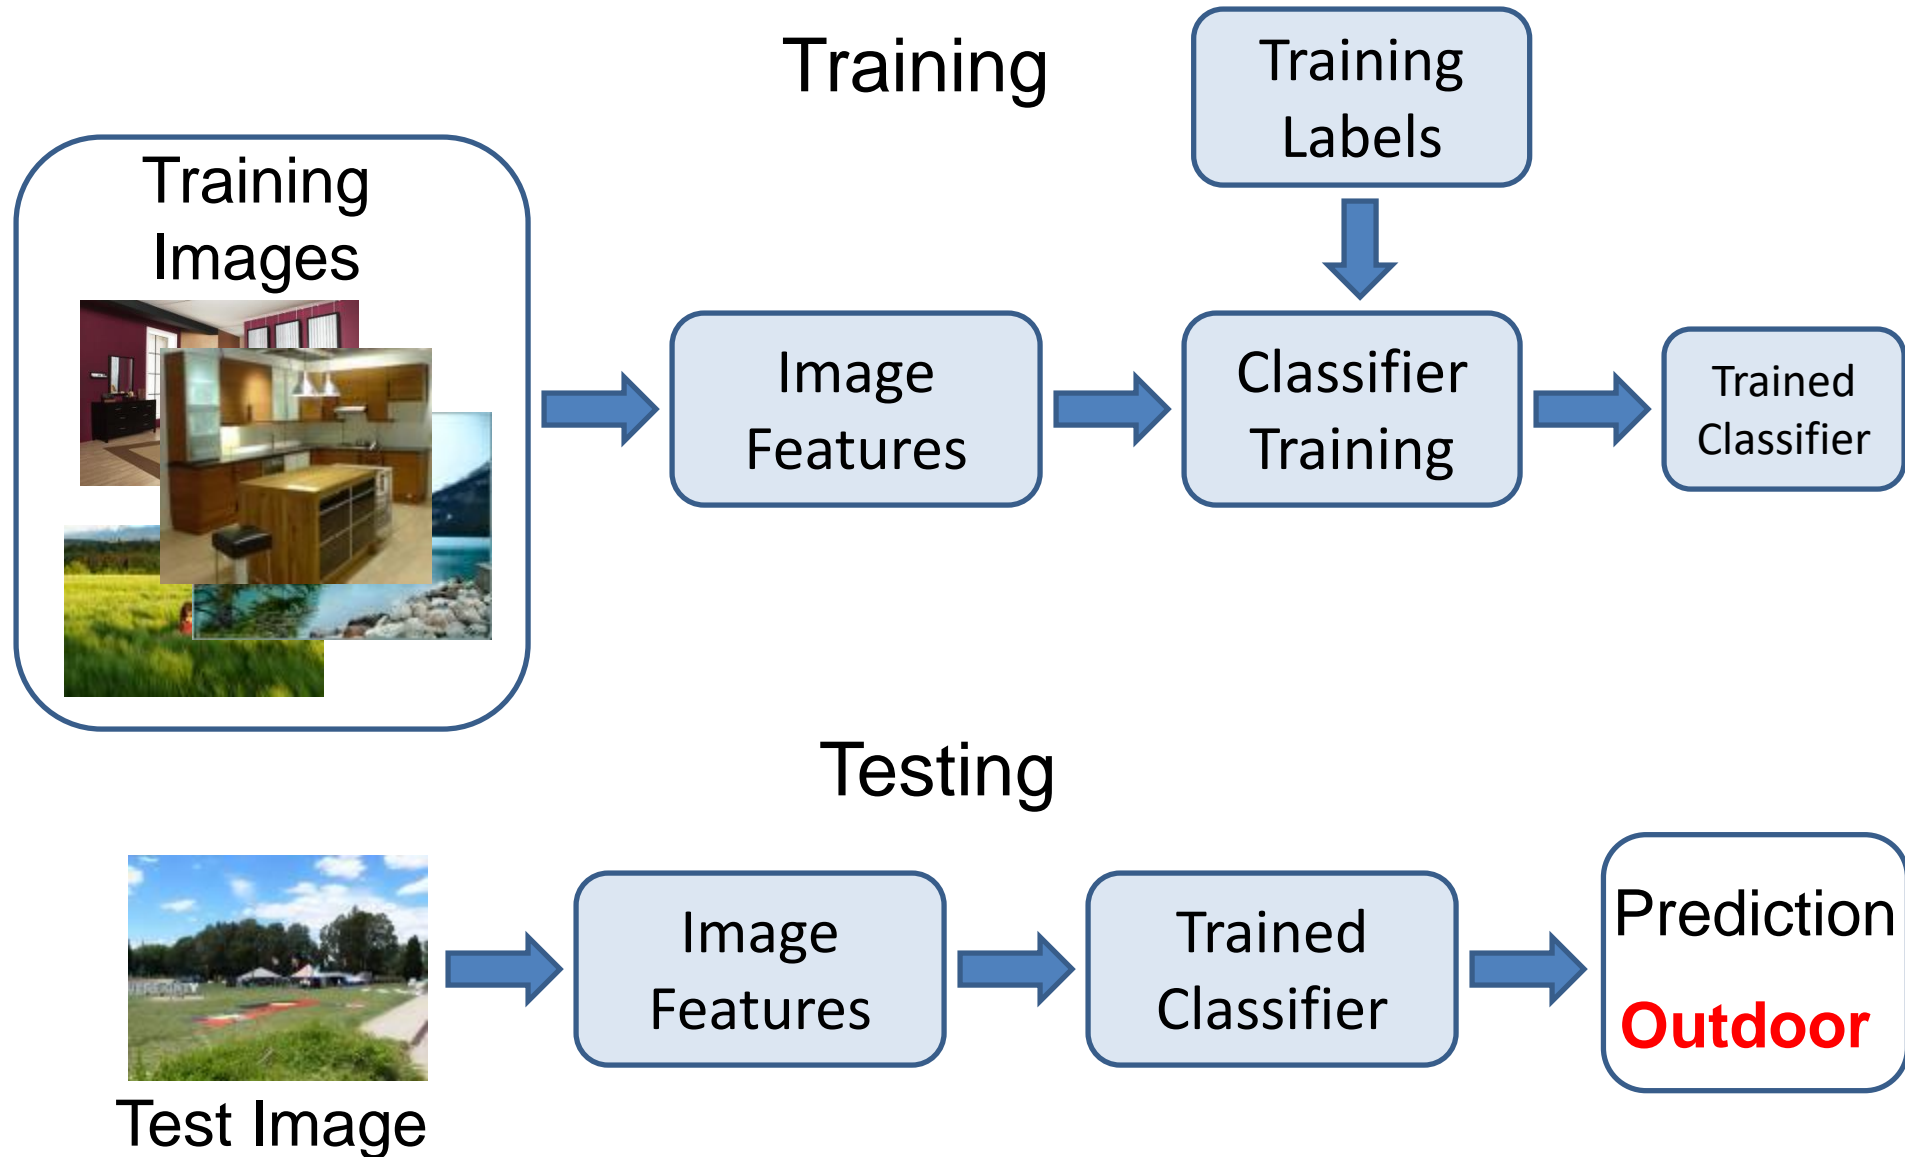 Training
Training
Labels
Training
Images
Image
Features
Classifier
Training
Trained
Classifier
Testing
Image
Features
Trained
Classifier
Prediction
Outdoor
Test Image